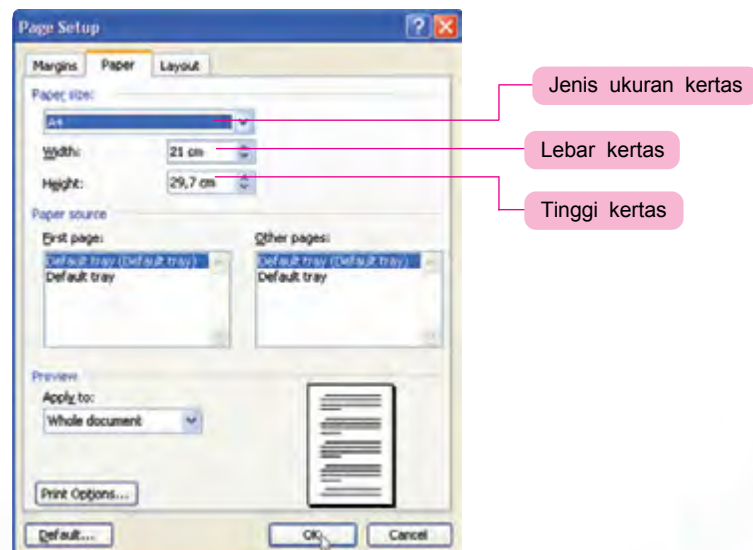 Page Setup
Margins Paper Layout
Paper size:
A4
Width: 21 cm
Height: 29,7 cm
Jenis ukuran kertas
Lebar kertas
Tinggi kertas
Paper source
First page: Other pages:
Default tray (Default tray) Default tray (Default tray)
Default tray Default tray
Preview
Apply to:
Whole document
Print Options...
Default... OK Cancel